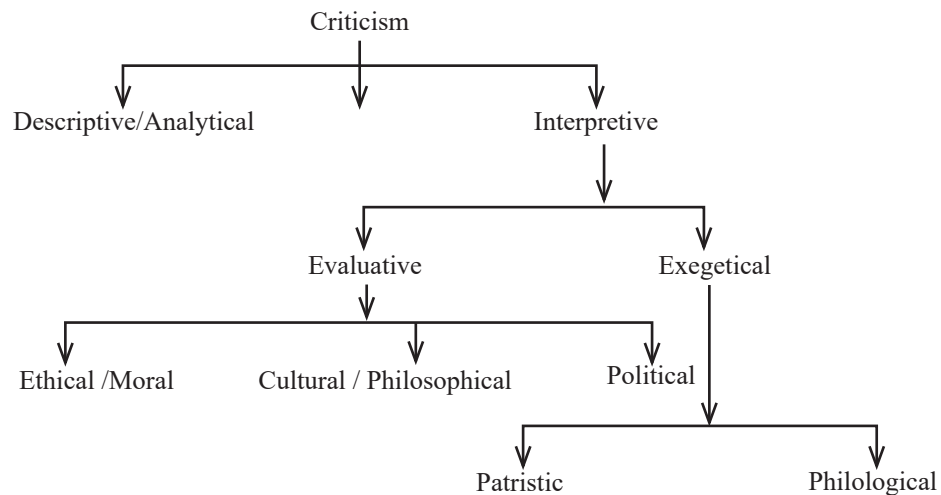 Criticism
Descriptive/Analytical
Interpretive
Evaluative
Exegetical
Ethical /Moral
Cultural / Philosophical
Political
Patristic
Philological